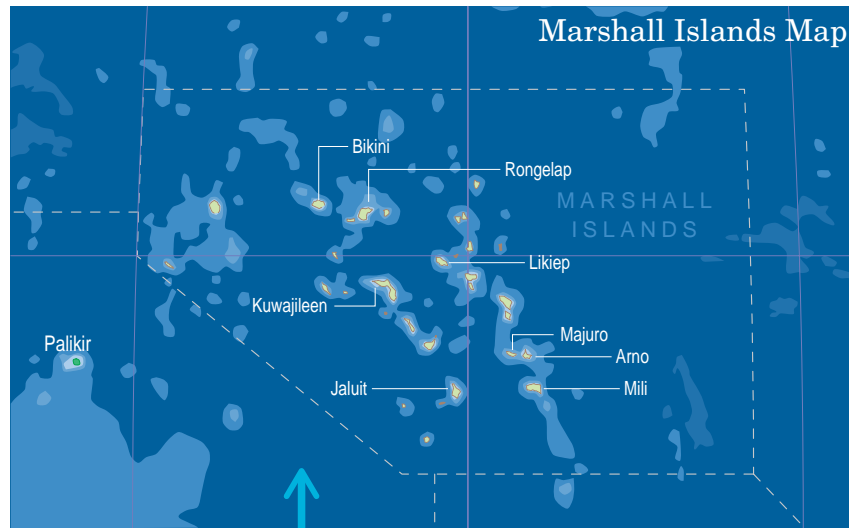 Marshall Islands Map
Bikini
Rongelap
MARSHALL
ISLANDS
Likiep
Kuwajileen
Majuro
Palikir
Arno
Jaluit
Mili